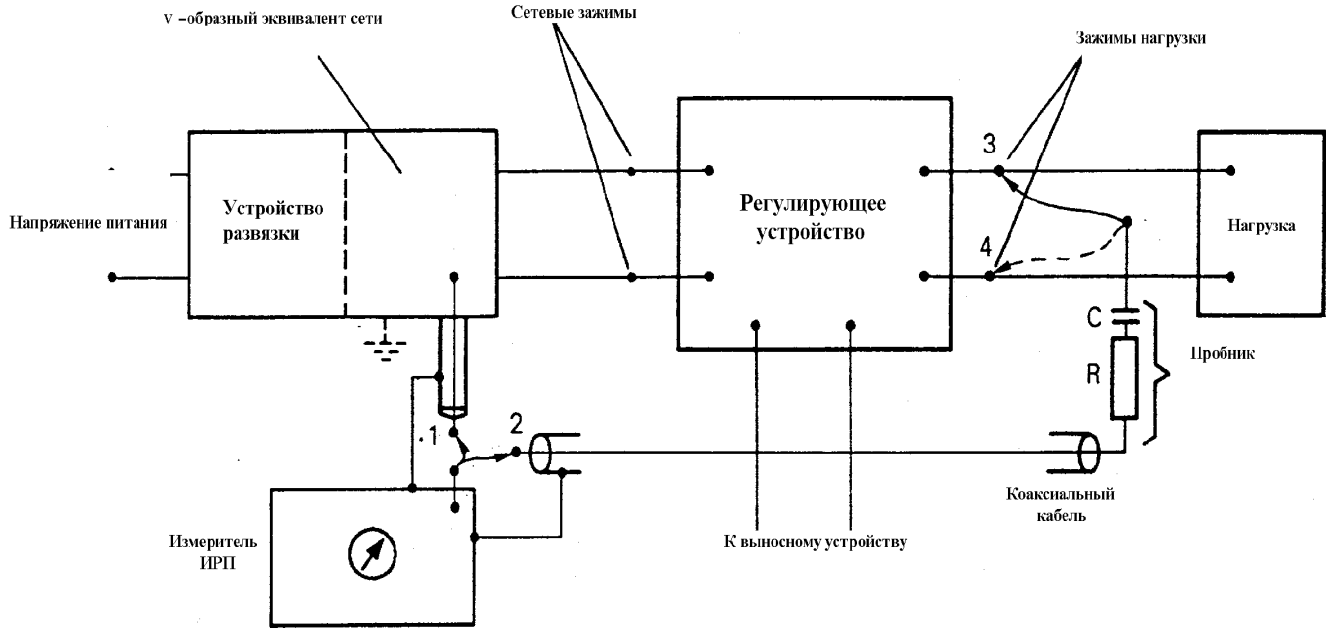 v –образный эквивалент сети
Сетевые зажимы
Зажимы нагрузки
3
Устройство
развязки
Регулирующее
устройство
Напряжение питания
4
Нагрузка
C
Пробник
R
.1
2
Коаксиальный
кабель
Измеритель
ИРП
К выносному устройству